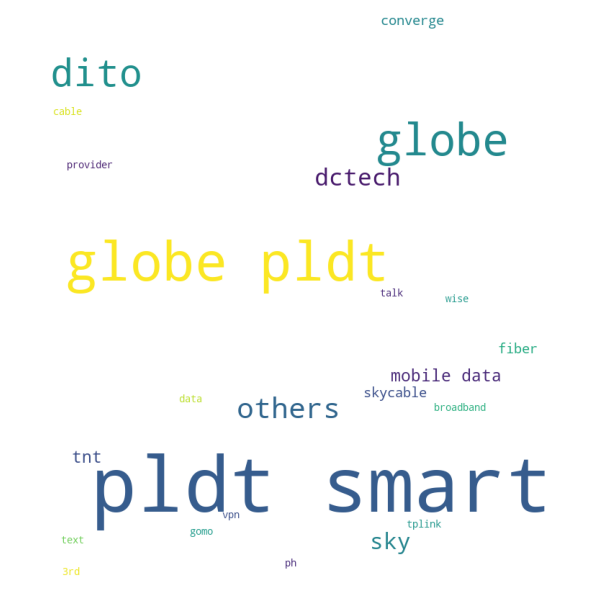 converge
dito
cable
globe
provider
dctech
globe pldt
talk
wise
fiber
mobile data
skycable
data
others
broadband
tnt
pldt smart
vpn
tplink
gomo
text
sky
ph
3rd